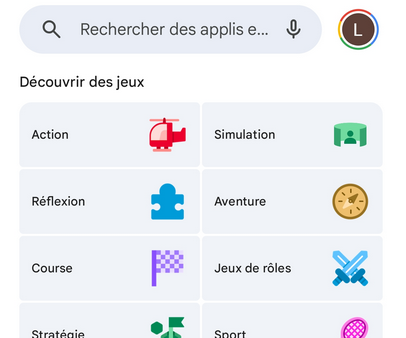 Rechercher des applis e...
L
Découvrir des jeux
Action
Simulation
Réflexion
Aventure
Course
Jeux de rôles
Stratégie
Sport